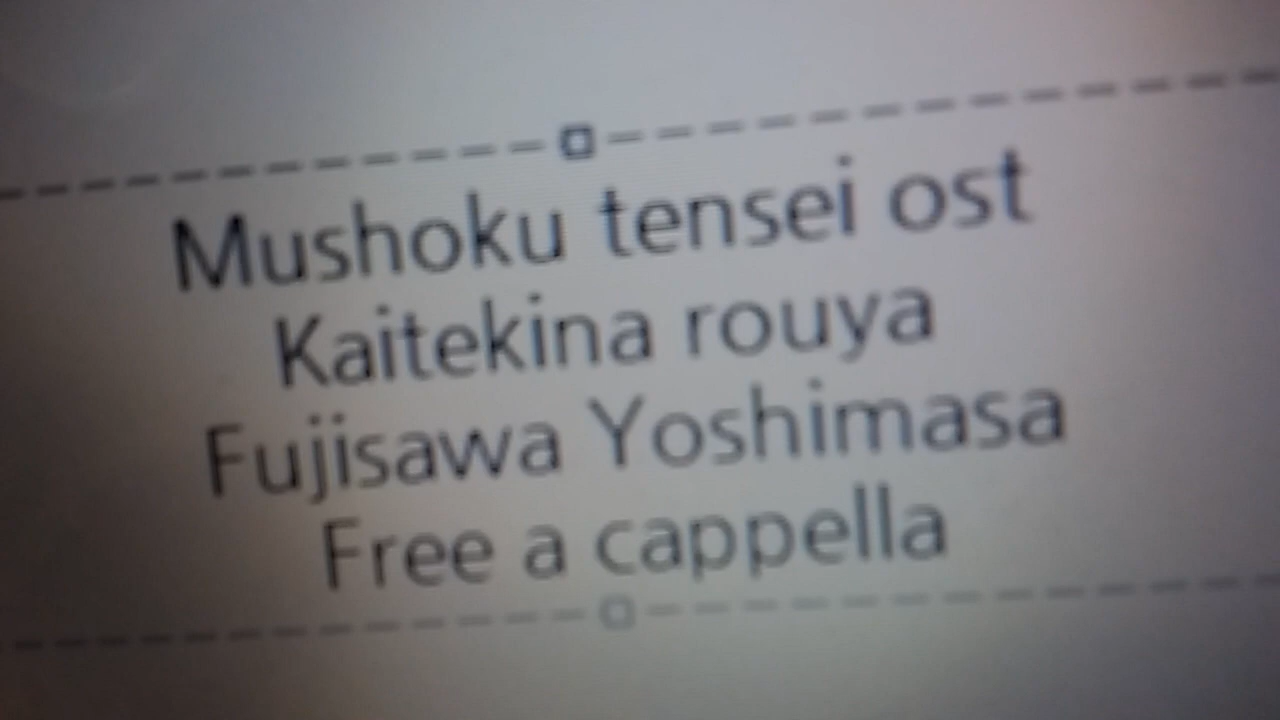 Mushoku tensei ost
Kaitekina rouya
Fujisawa Yoshimasa
Free a cappella